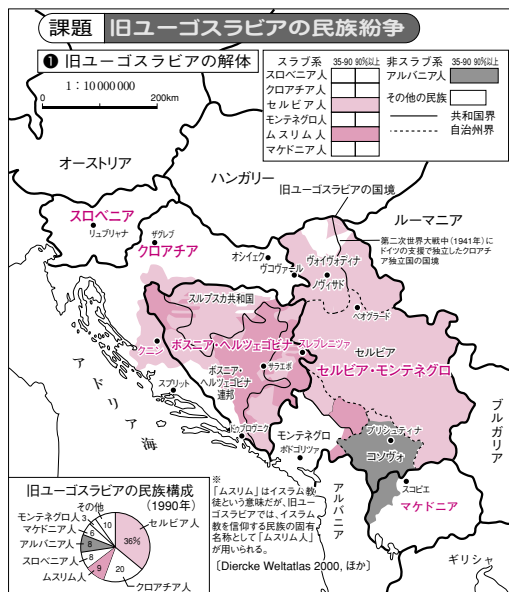 課題 旧ユーゴスラビアの民族紛争
❶ 旧ユーゴスラビアの解体
1:10 000 000
0 200km
スラブ系 35-90 90%以上
スロベニア人
クロアチア人
セルビア人
モンテネグロ人
ムスリム人
マケドニア人
非スラブ系 35-90 90%以上
アルバニア人
その他の民族
共和国界
自治州界
オーストリア
ハンガリー
旧ユーゴスラビアの国境
ルーマニア
第二次世界大戦中(1941年)に
ドイツの支援で独立したクロア
チア独立国の国境
スロベニア
リュブリャナ
ザグレブ
クロアチア
オシイェク
ヴコヴァール
ヴォイヴォディナ
ノヴィサド
ベオグラード
スルプスカ共和国
ボスニア・ヘルツェゴビナ
スレブレニツァ
クニン
サラエボ
ボスニア・
ヘルツェゴビナ
連邦
セルビア
セルビア・モンテネグロ
スプリット
アドリア海
ドゥブロヴニク
モンテネグロ
ポドゴリツァ
プリシュティナ
コソヴォ
ブルガリア
スコピエ
マケドニア
アルバニア
ギリシャ
旧ユーゴスラビアの民族構成
(1990年)
その他 10
モンテネグロ人 3
マケドニア人 6
アルバニア人 8
スロベニア人 8
ムスリム人 9
クロアチア人 20
セルビア人 36%
※
「ムスリム」はイスラム教
徒という意味だが、旧ユー
ゴスラビアでは、イスラム
教を信仰する民族の固有
名称として「ムスリム人」
が用いられる。
〔Diercke Weltatlas 2000, ほか〕